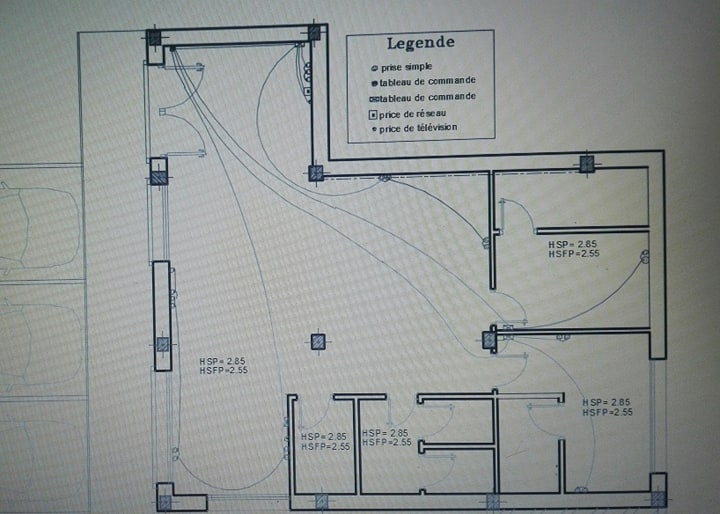 Legende
prise simple
tableau de commande
tableau de commande
price de réseau
price de télévision
HSP= 2.85
HSFP=2.55
HSP= 2.85
HSFP=2.55
HSP= 2.85
HSFP=2.55
HSP= 2.85
HSFP=2.55
HSP= 2.85
HSFP=2.55